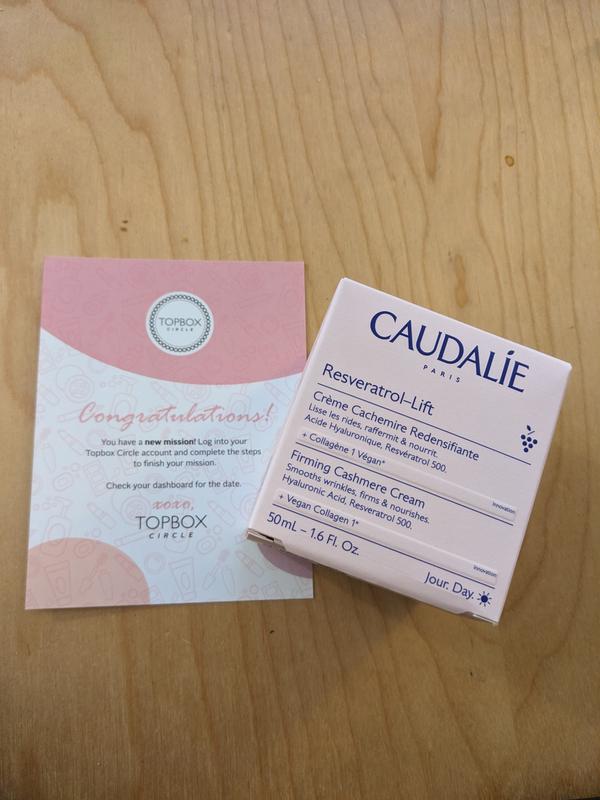 TOPBOX
CIRCLE
Congratulations!
You have a new mission! Log into your
Topbox Circle account and complete the steps
to finish your mission.
Check your dashboard for the date.
xoxo,
TOPBOX
CIRCLE
CAUDALÍE
PARIS
Resveratrol-Lift
Crème Cachemire Redensifiante
Lisse les rides, raffermit & nourrit.
Acide Hyaluronique, Resvératrol 500.
+ Collagène 1 Végan*
Innovation
Firming Cashmere Cream
Smooths wrinkles, firms & nourishes.
Hyaluronic Acid, Resveratrol 500.
+ Vegan Collagen 1*
Innovation
50mL – 1.6 Fl. Oz.
Jour. Day.